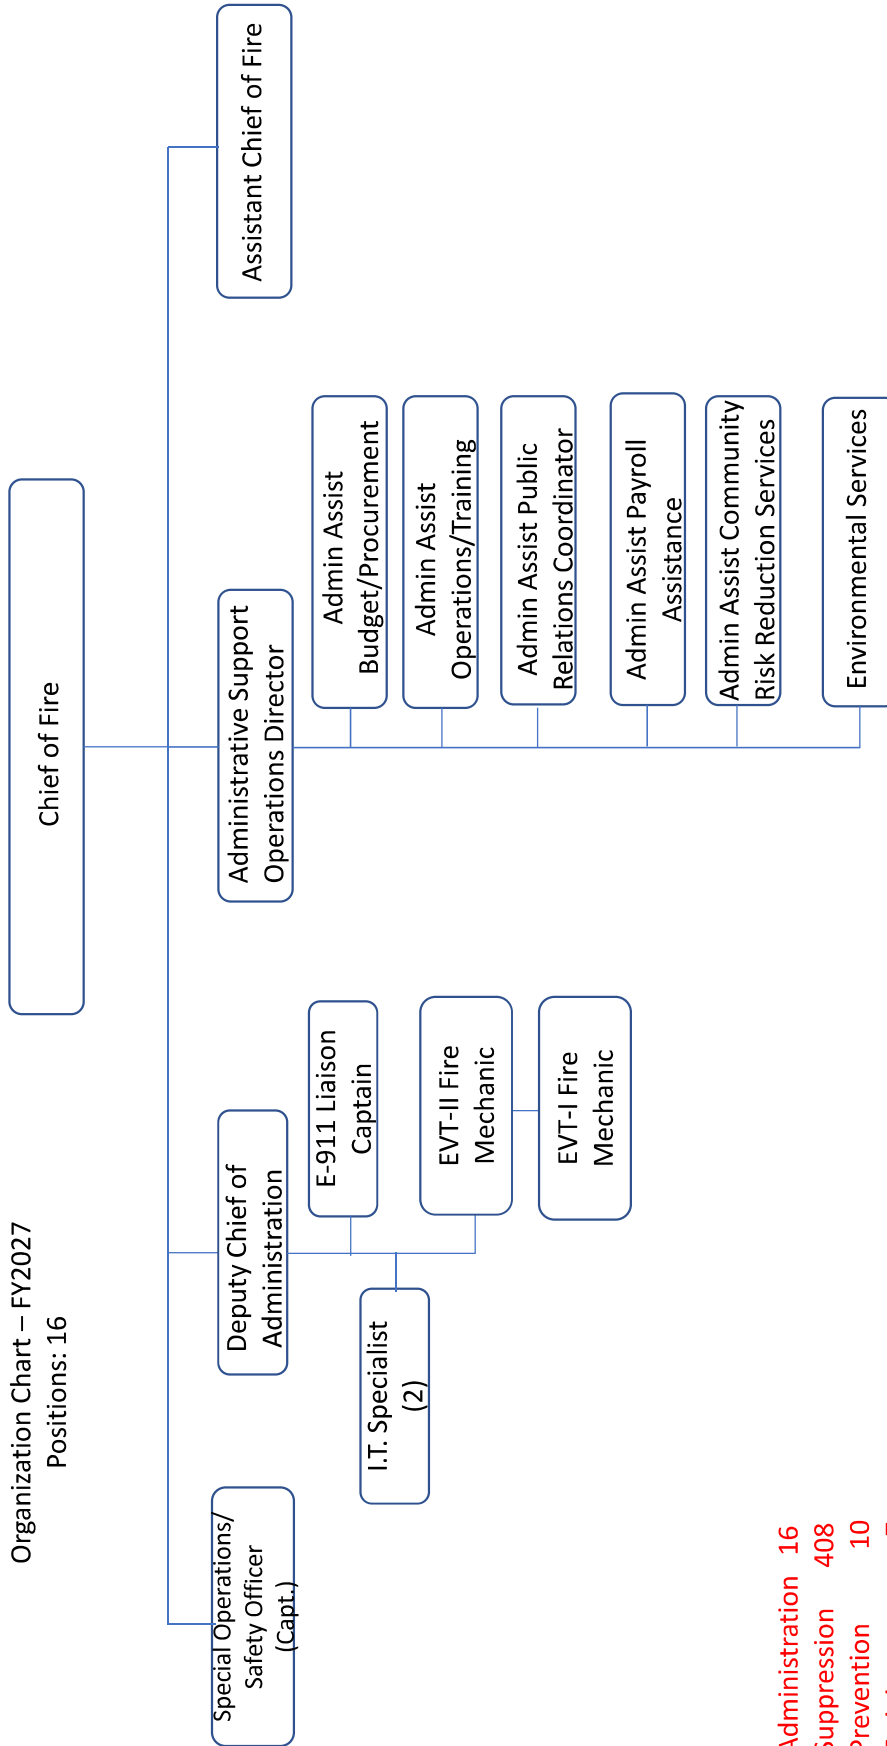 Organization Chart – FY2027
Positions: 16
Chief of Fire
Special Operations/
Safety Officer
(Capt.)
Deputy Chief of
Administration
Administrative Support
Operations Director
Assistant Chief of Fire
E-911 Liaison
Captain
I.T. Specialist
(2)
EVT-II Fire
Mechanic
EVT-I Fire
Mechanic
Admin Assist
Budget/Procurement
Admin Assist
Operations/Training
Admin Assist Public
Relations Coordinator
Admin Assist Payroll
Assistance
Admin Assist Community
Risk Reduction Services
Environmental Services
Administration 16
Suppression 408
Prevention 10